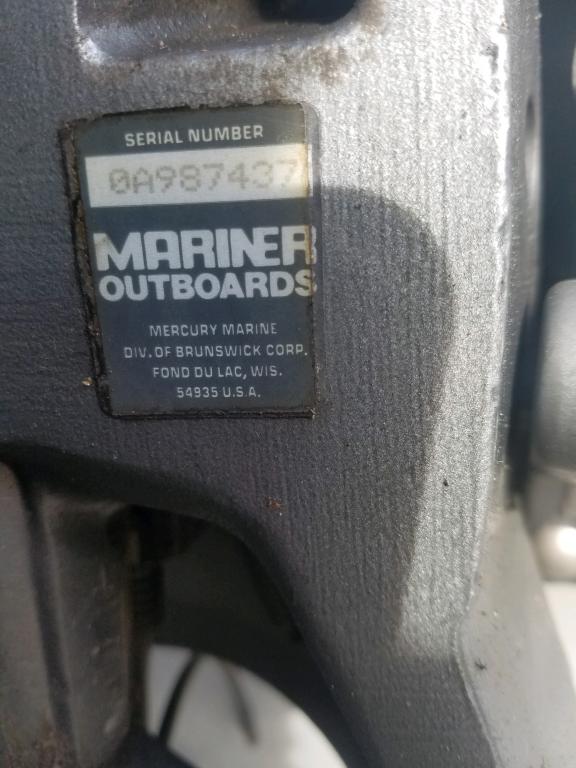 SERIAL NUMBER
0A987437
MARINER
OUTBOARDS
MERCURY MARINE
DIV. OF BRUNSWICK CORP.
FOND DU LAC, WIS.
54935 U.S.A.